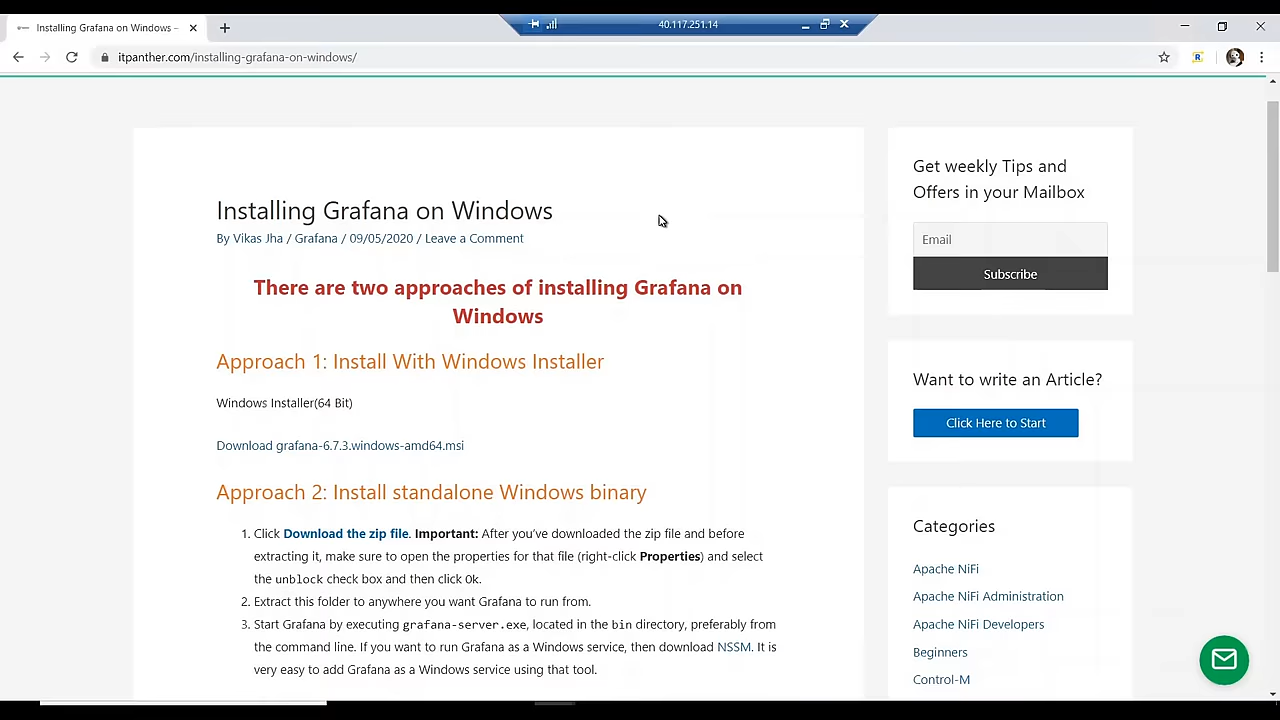 Installing Grafana on Windows –
40.117.251.14
itpanther.com/installing-grafana-on-windows/
Installing Grafana on Windows
By Vikas Jha / Grafana / 09/05/2020 / Leave a Comment
There are two approaches of installing Grafana on
Windows
Approach 1: Install With Windows Installer
Windows Installer(64 Bit)
Download grafana-6.7.3.windows-amd64.msi
Approach 2: Install standalone Windows binary
1. Click Download the zip file. Important: After you've downloaded the zip file and before
extracting it, make sure to open the properties for that file (right-click Properties) and select
the unblock check box and then click Ok.
2. Extract this folder to anywhere you want Grafana to run from.
3. Start Grafana by executing grafana-server.exe, located in the bin directory, preferably from
the command line. If you want to run Grafana as a Windows service, then download NSSM. It is
very easy to add Grafana as a Windows service using that tool.
Get weekly Tips and
Offers in your Mailbox
Email
Subscribe
Want to write an Article?
Click Here to Start
Categories
Apache NiFi
Apache NiFi Administration
Apache NiFi Developers
Beginners
Control-M